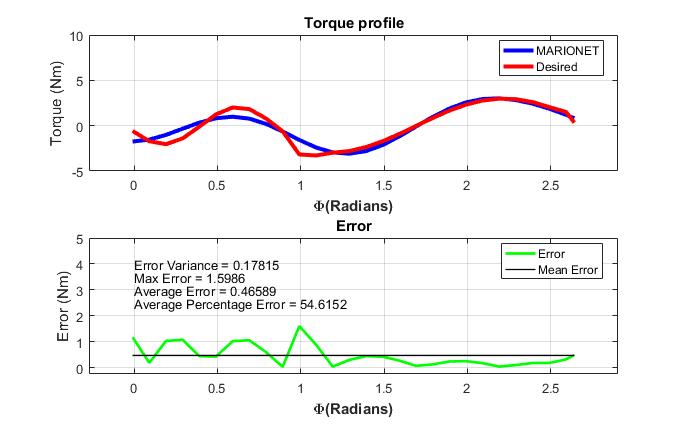 Torque profile
10
5
0
-5
Torque (Nm)
MARIONET
Desired
0 0.5 1 1.5 2 2.5
Φ(Radians)
Error
5
4
3
2
1
0
Error (Nm)
Error Variance = 0.17815
Max Error = 1.5986
Average Error = 0.46589
Average Percentage Error = 54.6152
Error
Mean Error
0 0.5 1 1.5 2 2.5
Φ(Radians)